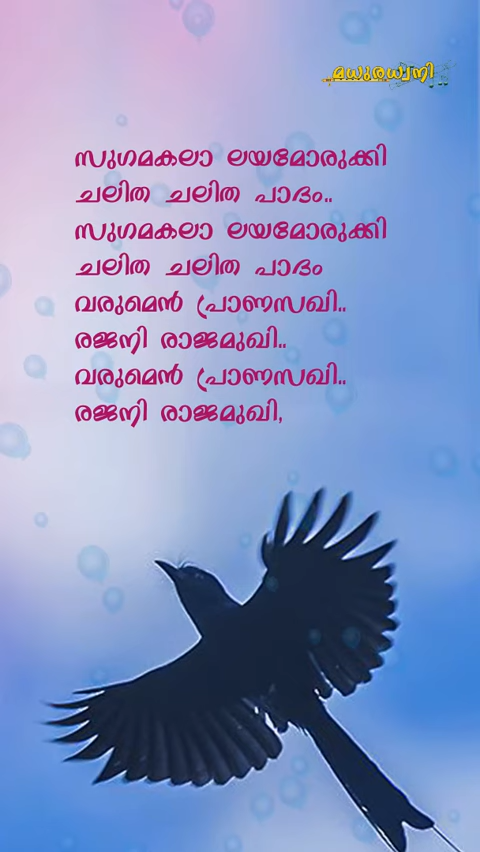 മധുരധ്വനി
സുഗമകലാ ലയമോരുക്കി
ചലിത ചലിത പാദം..
സുഗമകലാ ലയമോരുക്കി
ചലിത ചലിത പാദം
വരുമെൻ പ്രാണസഖി..
രജനി രാജമുഖി..
വരുമെൻ പ്രാണസഖി..
രജനി രാജമുഖി,